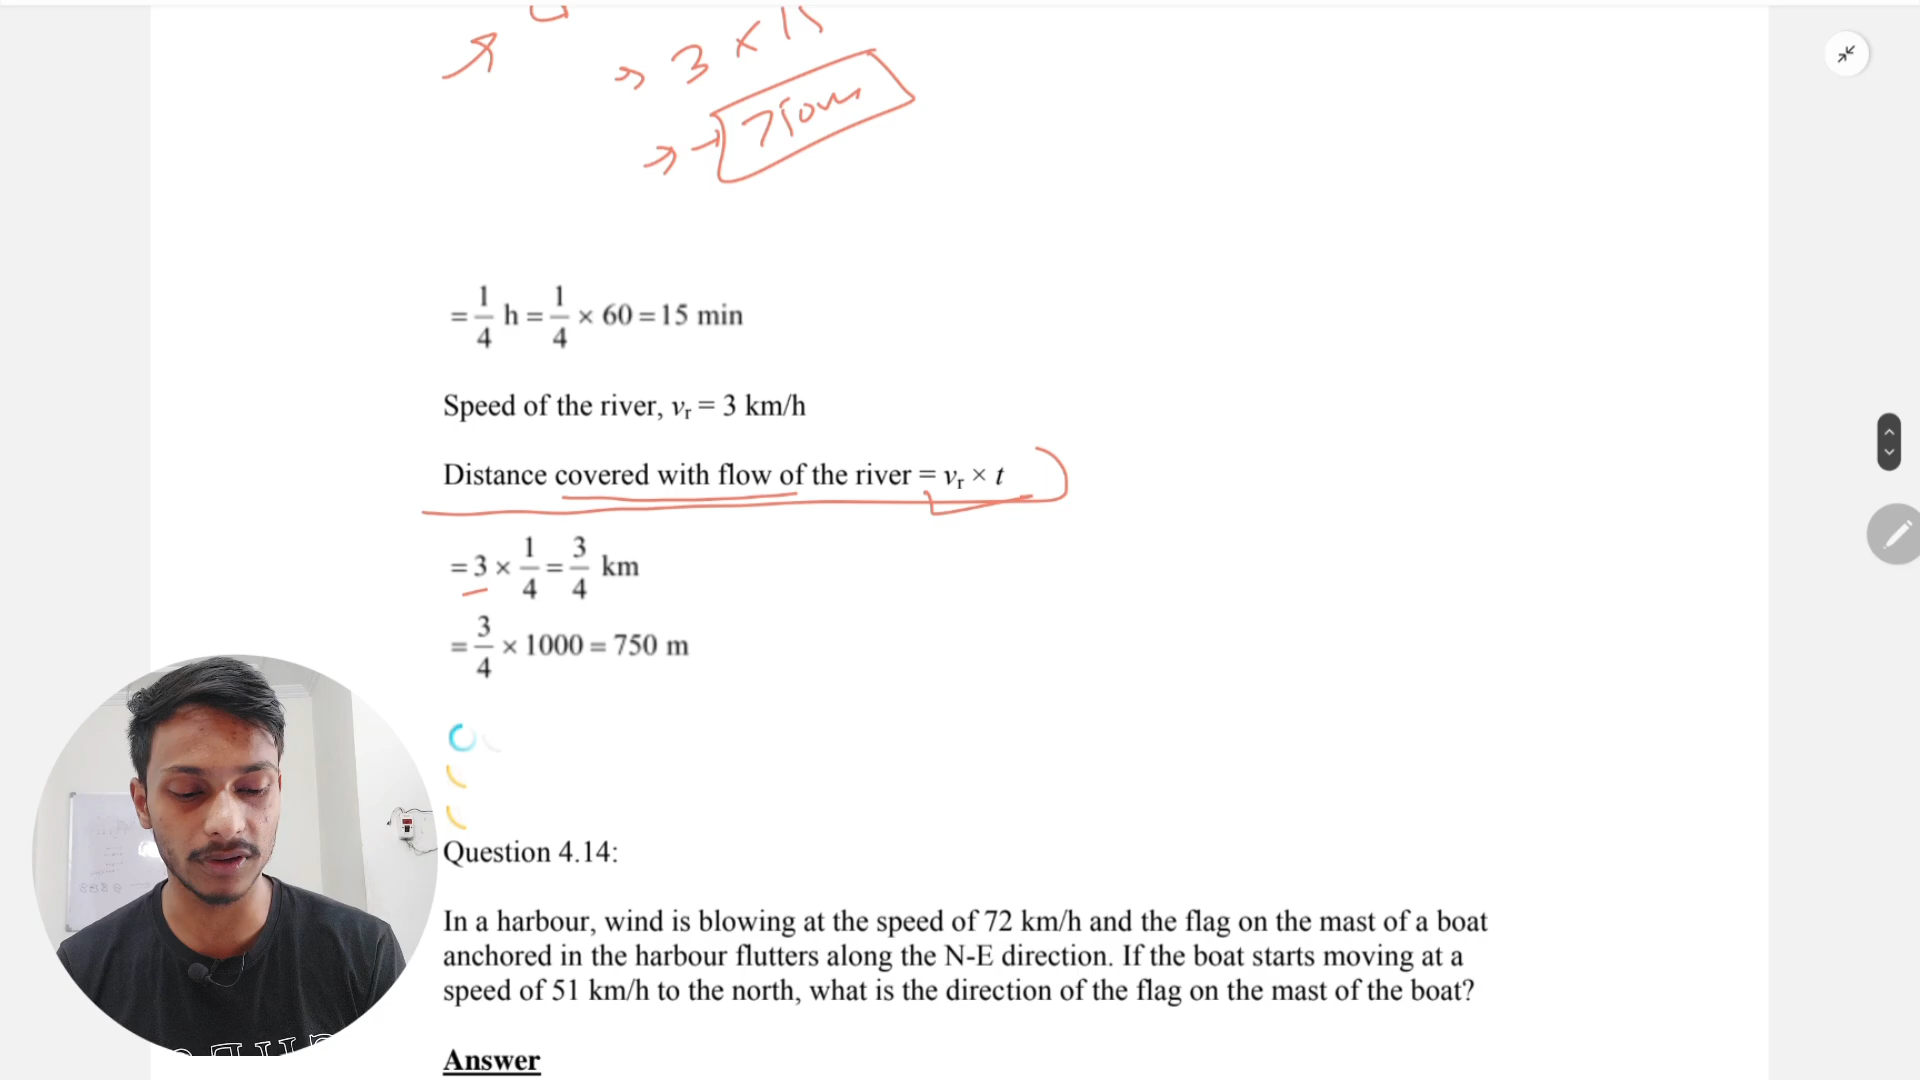 → 3 × 15
→ 750m
= 1/4 h = 1/4 × 60 = 15 min
Speed of the river, vᵣ = 3 km/h
Distance covered with flow of the river = vᵣ × t
= 3 × 1/4 = 3/4 km
= 3/4 × 1000 = 750 m
Question 4.14:
In a harbour, wind is blowing at the speed of 72 km/h and the flag on the mast of a boat
anchored in the harbour flutters along the N-E direction. If the boat starts moving at a
speed of 51 km/h to the north, what is the direction of the flag on the mast of the boat?
Answer